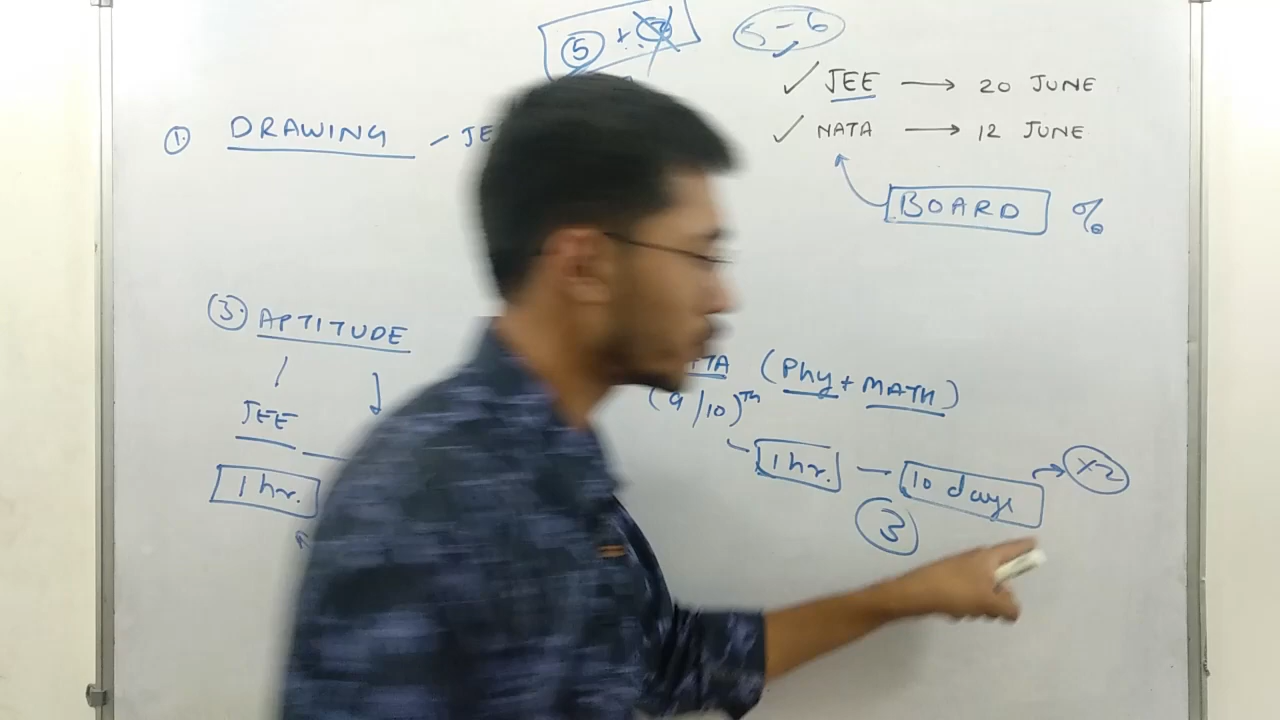 5 +
5-6
JEE → 20 JUNE
NATA → 12 JUNE
BOARD %
1. DRAWING - JE
3. APTITUDE
JEE
1 hr.
TA (Phy + MATH)
(9/10)TH
1 hr. - 10 days → x2
3